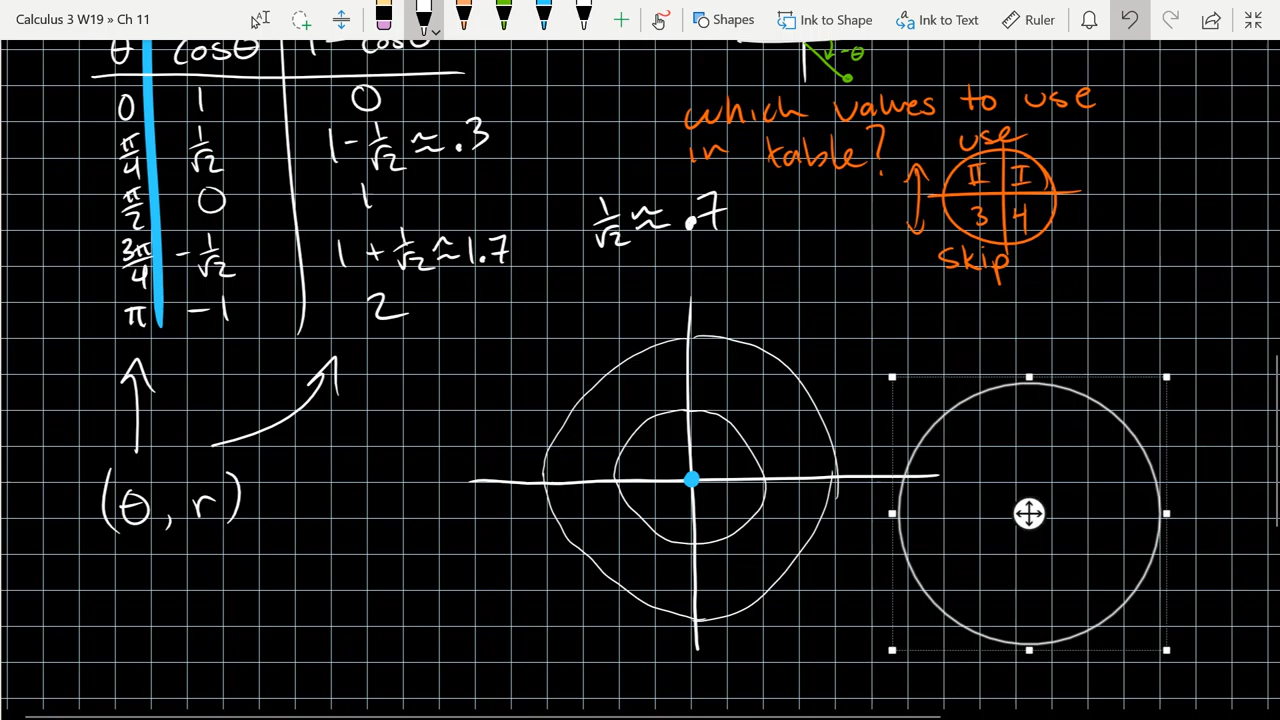 Calculus 3 W19 » Ch 11
Shapes
Ink to Shape
Ink to Text
Ruler
θ cosθ 1 - cosθ
0 1 0
π/4 1/√2 1 - 1/√2 ≈ .3
π/2 0 1
3π/4 -1/√2 1 + 1/√2 ≈ 1.7
π -1 2
(θ, r)
1/√2 ≈ .7
-θ
which values to use
in table?
use
II I
3 4
skip